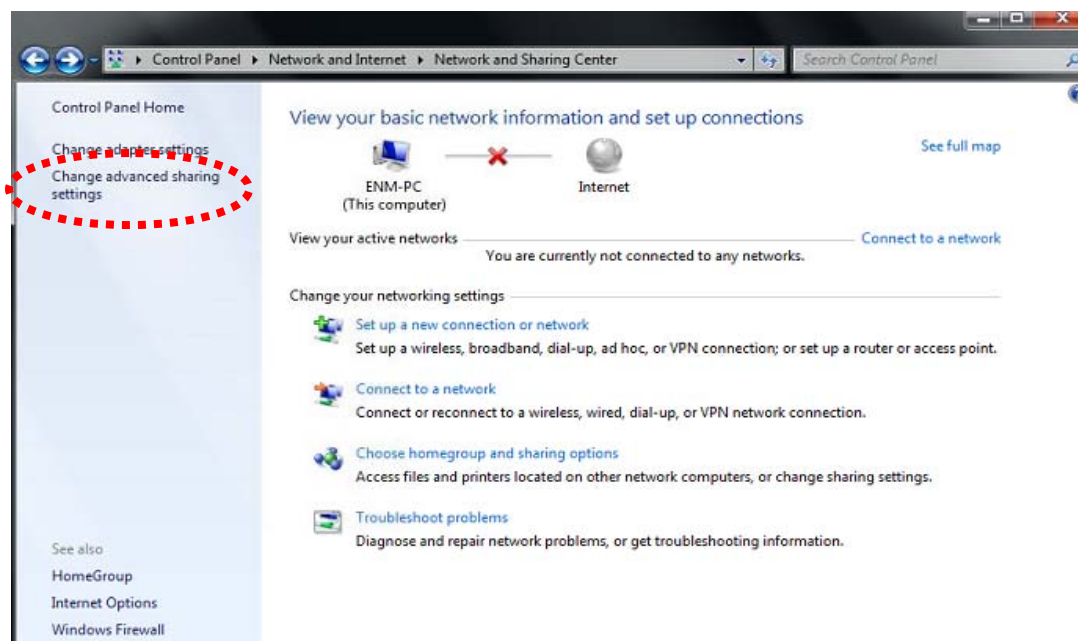 Control Panel ▸ Network and Internet ▸ Network and Sharing Center
Search Control Panel
Control Panel Home
Change adapter settings
Change advanced sharing
settings
View your basic network information and set up connections
See full map
ENM-PC
(This computer)
Internet
View your active networks
Connect to a network
You are currently not connected to any networks.
Change your networking settings
Set up a new connection or network
Set up a wireless, broadband, dial-up, ad hoc, or VPN connection; or set up a router or access point.
Connect to a network
Connect or reconnect to a wireless, wired, dial-up, or VPN network connection.
Choose homegroup and sharing options
Access files and printers located on other network computers, or change sharing settings.
Troubleshoot problems
Diagnose and repair network problems, or get troubleshooting information.
See also
HomeGroup
Internet Options
Windows Firewall